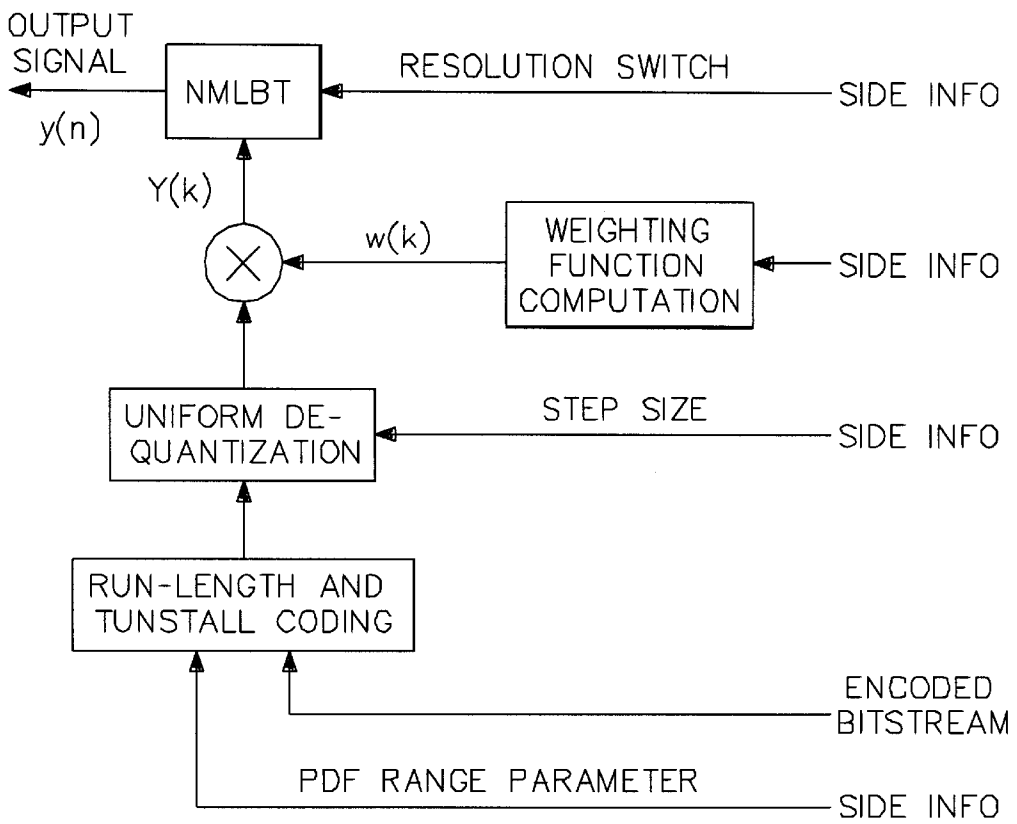 OUTPUT
SIGNAL
NMLBT
RESOLUTION SWITCH
SIDE INFO
y(n)
Y(k)
w(k)
WEIGHTING
FUNCTION
COMPUTATION
SIDE INFO
UNIFORM DE-
QUANTIZATION
STEP SIZE
SIDE INFO
RUN-LENGTH AND
TUNSTALL CODING
ENCODED
BITSTREAM
PDF RANGE PARAMETER
SIDE INFO